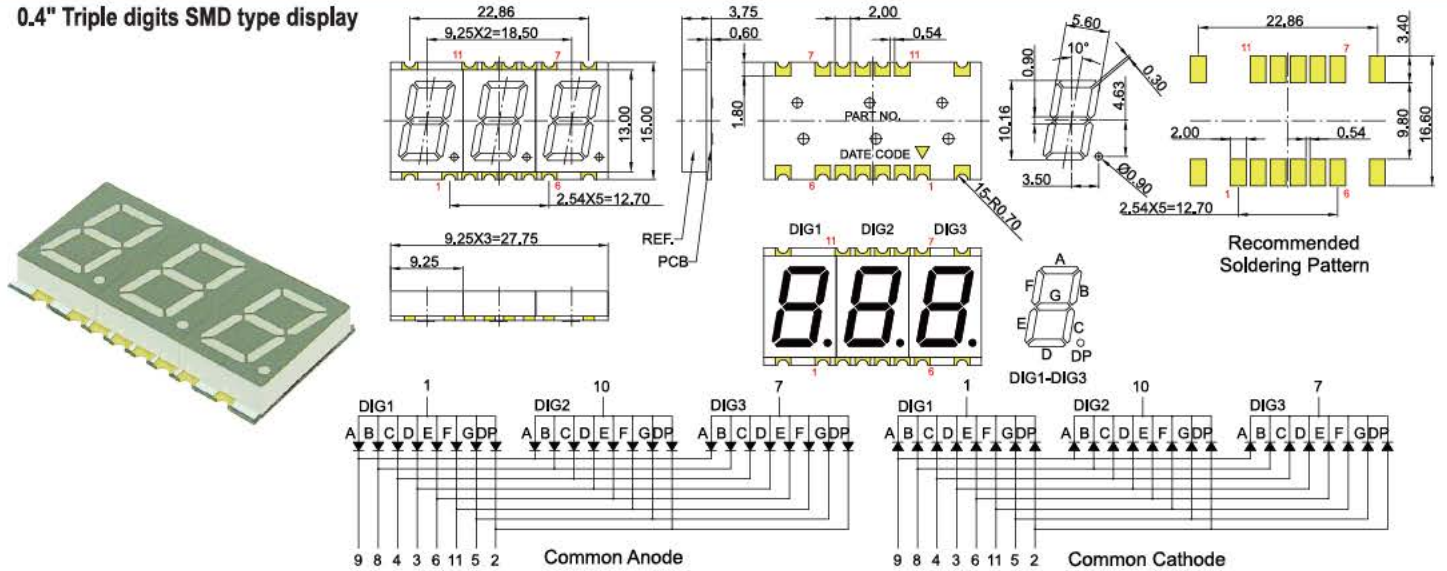 0.4" Triple digits SMD type display
22.86
9.25X2=18.50
11 7
13.00
15.00
1 6
2.54X5=12.70
3.75
0.60
REF.
PCB
2.00
0.54
7 11
1.80
PART NO.
DATE CODE
6 1
15-R0.70
5.60
10°
0.90
0.30
4.63
10.16
3.50
Ø0.90
22.86
3.40
11 7
2.00
0.54
9.80
16.60
1 6
2.54X5=12.70
Recommended
Soldering Pattern
9.25X3=27.75
9.25
DIG1 DIG2 DIG3
11 7
8. 8. 8.
1 6
A
F G B
E C
D DP
DIG1-DIG3
1 10 7
DIG1 DIG2 DIG3
A B C D E F G DP A B C D E F G DP A B C D E F G DP
9 8 4 3 6 11 5 2
Common Anode
1 10 7
DIG1 DIG2 DIG3
A B C D E F G DP A B C D E F G DP A B C D E F G DP
9 8 4 3 6 11 5 2
Common Cathode